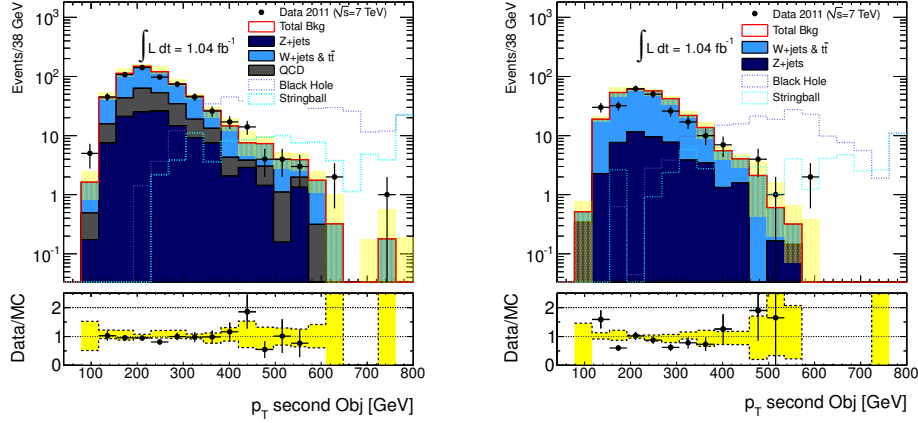 Events/38 GeV
10³
10²
10
1
10⁻¹
∫ L dt = 1.04 fb⁻¹
Data 2011 (√s=7 TeV)
Total Bkg
Z+jets
W+jets & tt̄
QCD
Black Hole
Stringball
Data/MC
2
1
0
100 200 300 400 500 600 700 800
p_T second Obj [GeV]
Events/38 GeV
10³
10²
10
1
10⁻¹
∫ L dt = 1.04 fb⁻¹
Data 2011 (√s=7 TeV)
Total Bkg
W+jets & tt̄
Z+jets
Black Hole
Stringball
Data/MC
2
1
0
100 200 300 400 500 600 700 800
p_T second Obj [GeV]